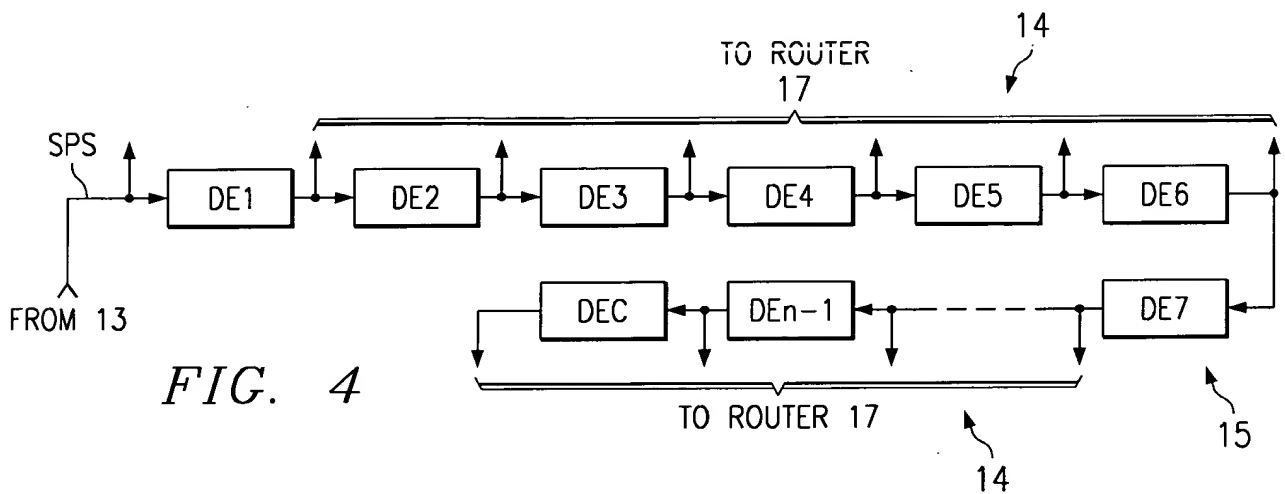 14
TO ROUTER
17
SPS
DE1
DE2
DE3
DE4
DE5
DE6
FROM 13
DEC
DEn-1
DE7
FIG. 4
TO ROUTER 17
14
15